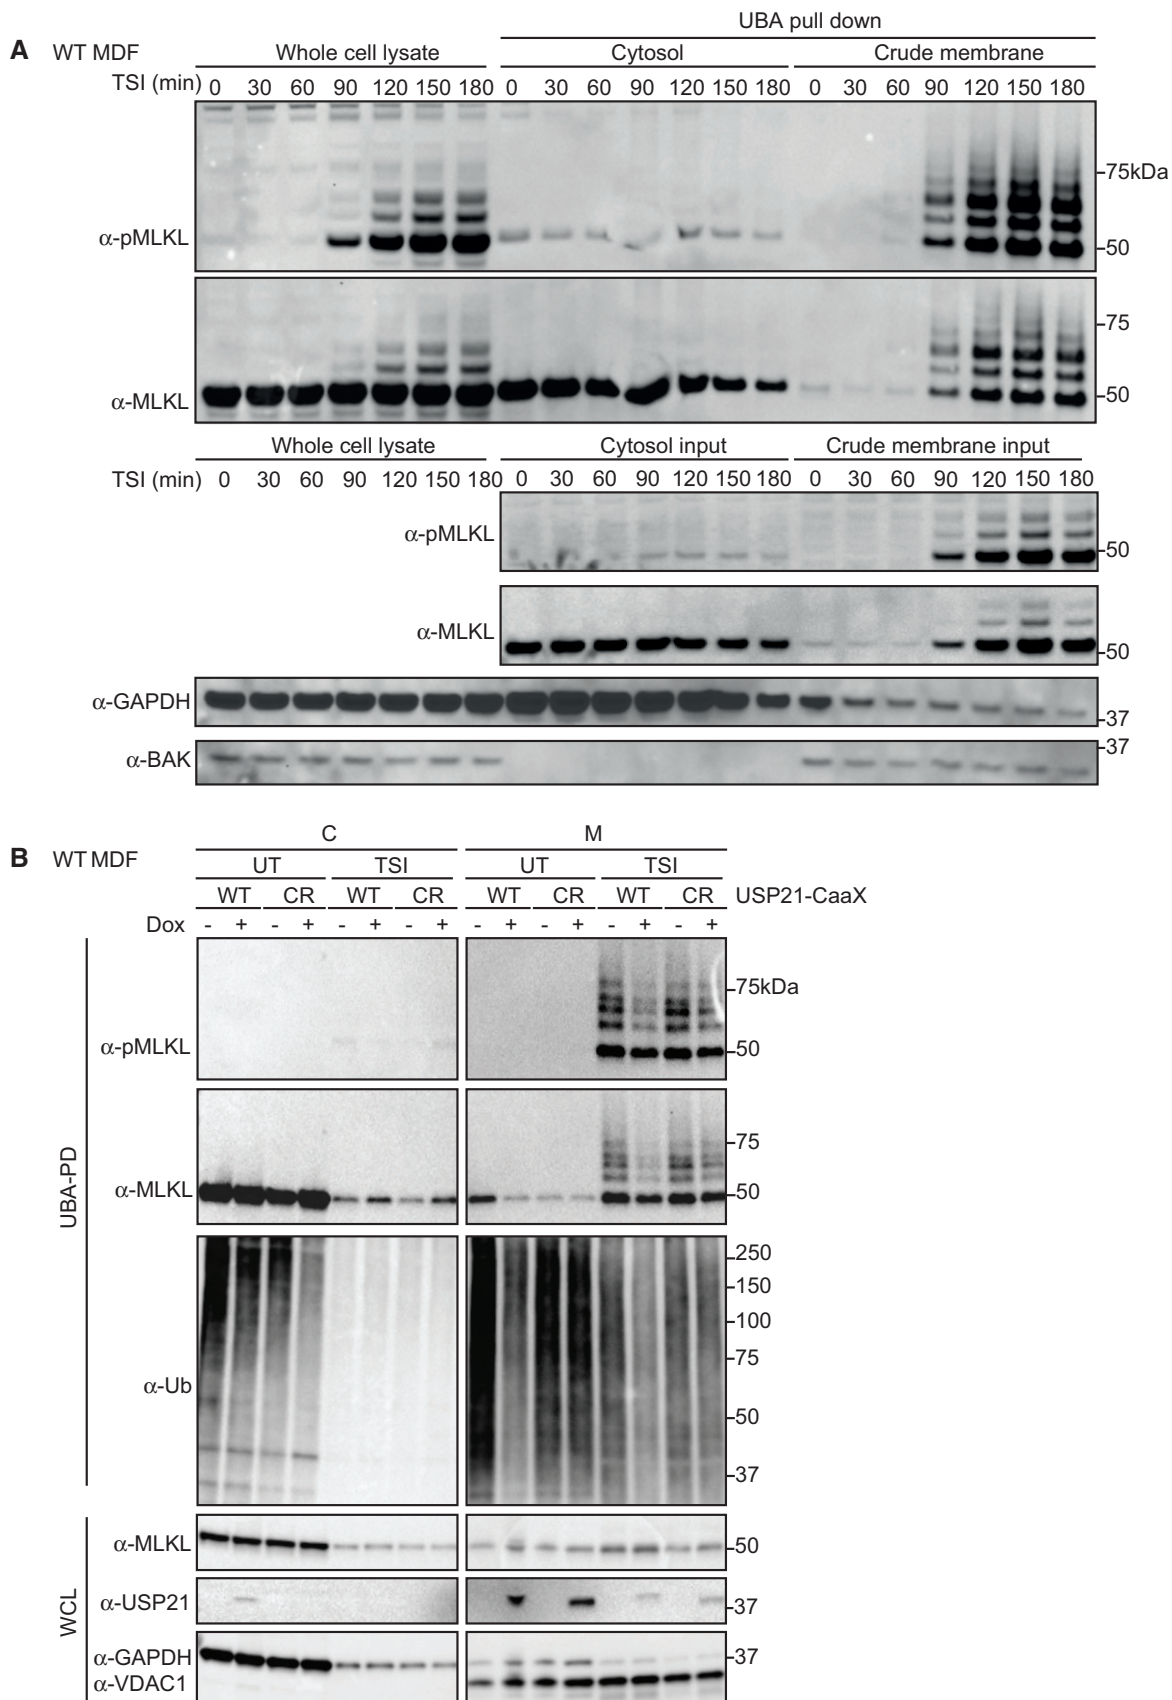 UBA pull down
A WT MDF Whole cell lysate Cytosol Crude membrane
TSI (min) 0 30 60 90 120 150 180 0 30 60 90 120 150 180 0 30 60 90 120 150 180
-75kDa
α-pMLKL -50
-75
α-MLKL -50
Whole cell lysate Cytosol input Crude membrane input
TSI (min) 0 30 60 90 120 150 180 0 30 60 90 120 150 180 0 30 60 90 120 150 180
α-pMLKL -50
α-MLKL -50
α-GAPDH -37
α-BAK -37
C M
B WT MDF
UT TSI UT TSI
WT CR WT CR WT CR WT CR USP21-CaaX
Dox - + - + - + - + - + - + - + - +
-75kDa
α-pMLKL -50
-75
α-MLKL -50
UBA-PD
-250
-150
-100
-75
α-Ub
-50
-37
α-MLKL -50
α-USP21 -37
WCL
α-GAPDH -37
α-VDAC1